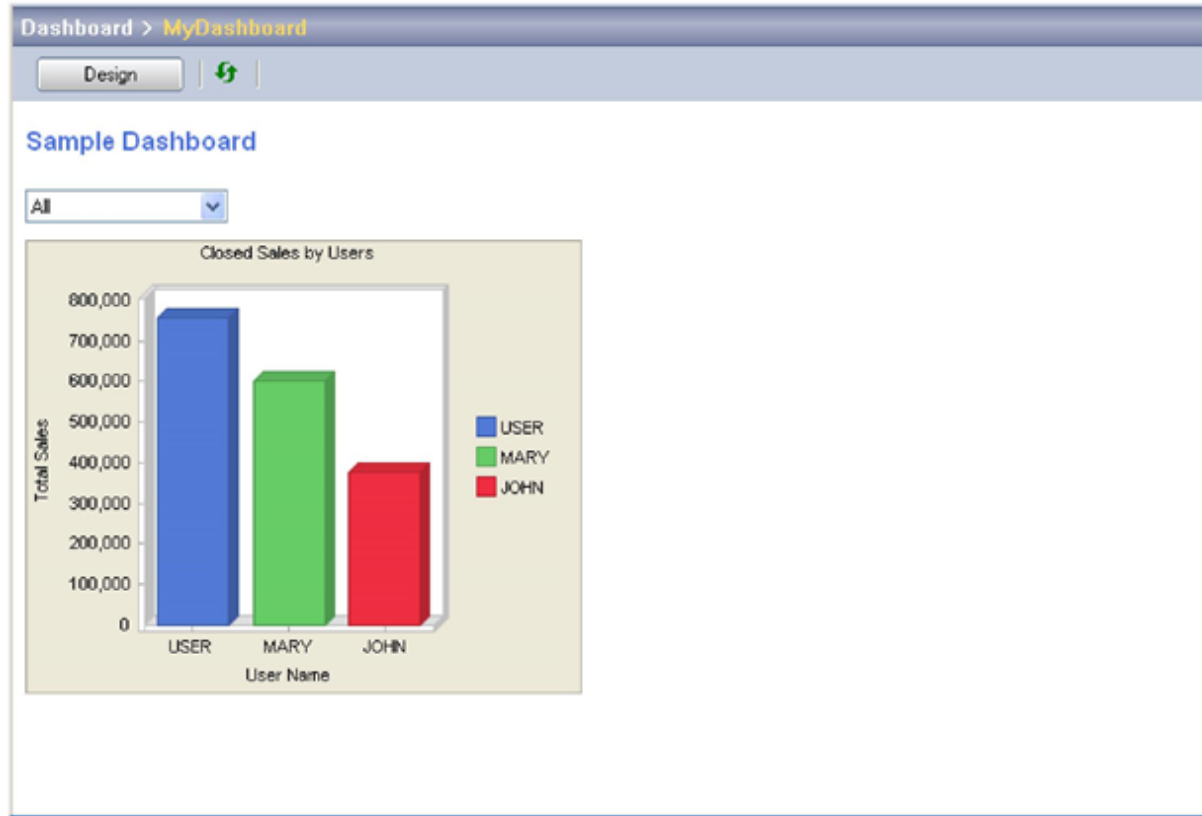 Dashboard > MyDashboard
Design
Sample Dashboard
All
Closed Sales by Users
800,000
700,000
600,000
500,000
400,000
300,000
200,000
100,000
0
Total Sales
USER
MARY
JOHN
USER MARY JOHN
User Name